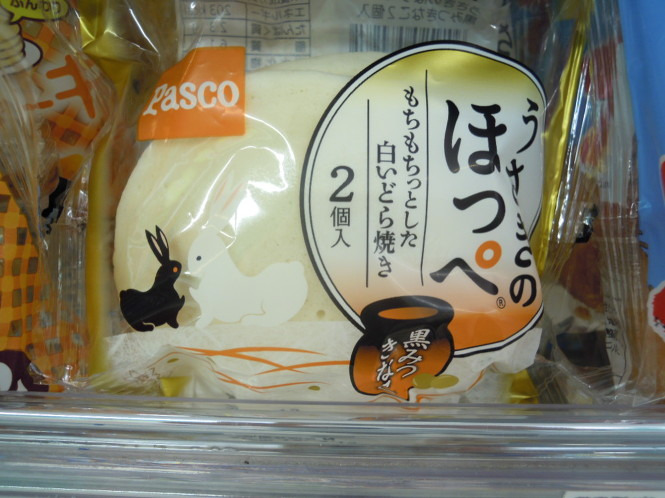 Pasco
うさぎの
ほっぺ®
もちもちっとした
白いどら焼き
2個入
黒みつ
きなこ